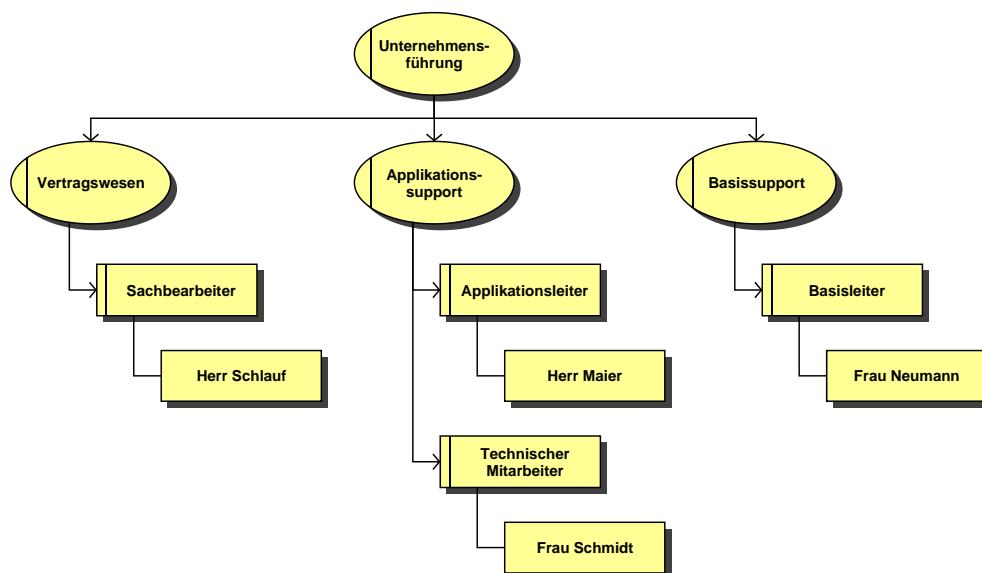 Unternehmens-
führung
Vertragswesen
Applikations-
support
Basissupport
Sachbearbeiter
Applikationsleiter
Basisleiter
Herr Schlauf
Herr Maier
Frau Neumann
Technischer
Mitarbeiter
Frau Schmidt